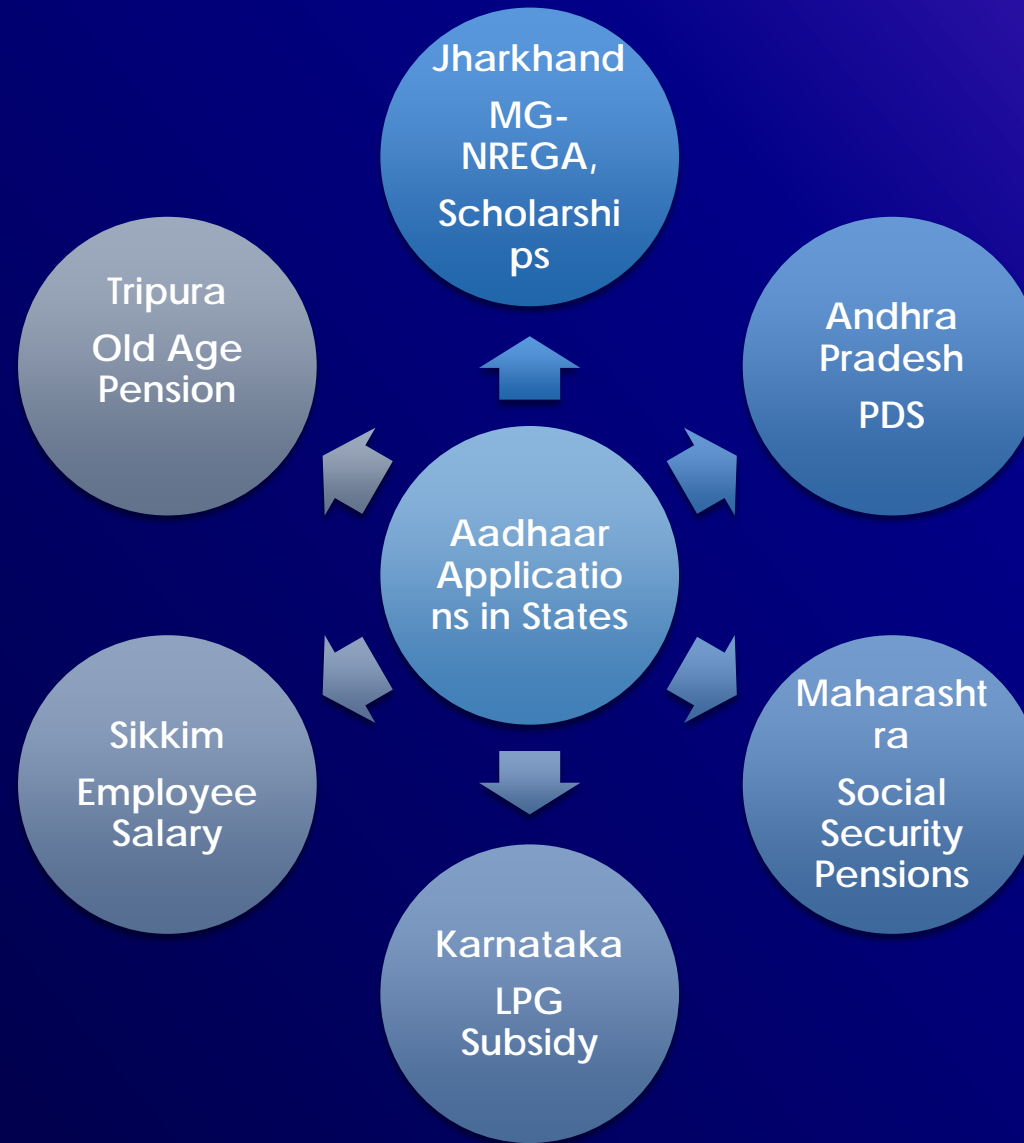 Jharkhand
MG-
NREGA,
Scholarshi
ps
Tripura
Old Age
Pension
Andhra
Pradesh
PDS
Aadhaar
Applicatio
ns in States
Sikkim
Employee
Salary
Maharasht
ra
Social
Security
Pensions
Karnataka
LPG
Subsidy